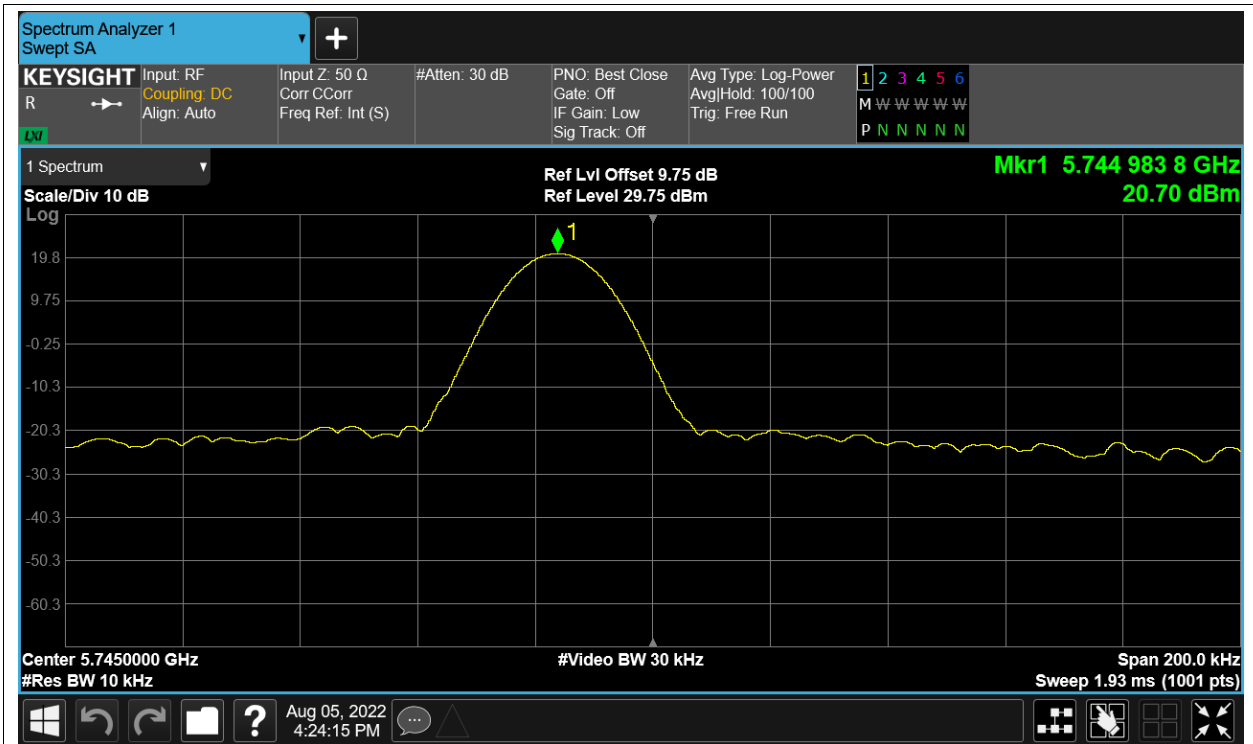 Spectrum Analyzer 1
Swept SA
+
KEYSIGHT
R
LXI
Input: RF
Coupling: DC
Align: Auto
Input Z: 50 Ω
Corr CCorr
Freq Ref: Int (S)
#Atten: 30 dB
PNO: Best Close
Gate: Off
IF Gain: Low
Sig Track: Off
Avg Type: Log-Power
Avg|Hold: 100/100
Trig: Free Run
1 2 3 4 5 6
M W W W W W
P N N N N N
1 Spectrum
Scale/Div 10 dB
Log
Ref Lvl Offset 9.75 dB
Ref Level 29.75 dBm
Mkr1 5.744 983 8 GHz
20.70 dBm
1
19.8
9.75
-0.25
-10.3
-20.3
-30.3
-40.3
-50.3
-60.3
Center 5.7450000 GHz
#Res BW 10 kHz
#Video BW 30 kHz
Span 200.0 kHz
Sweep 1.93 ms (1001 pts)
?
Aug 05, 2022
4:24:15 PM